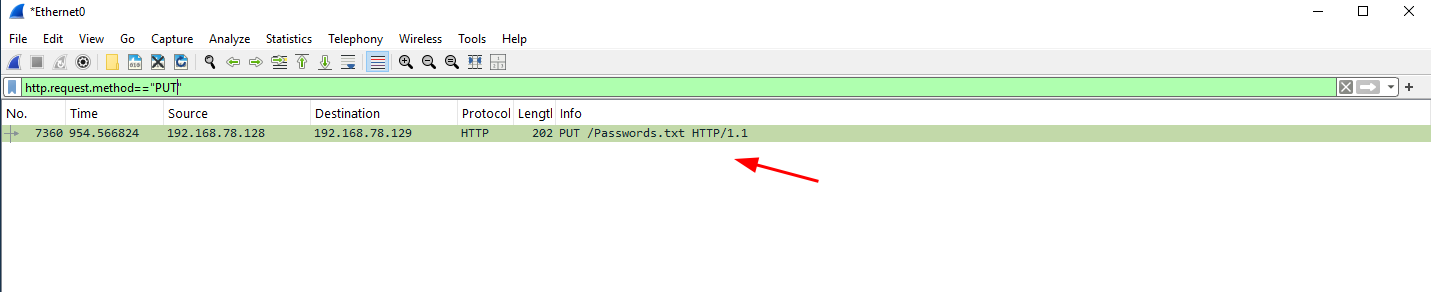 *Ethernet0
File Edit View Go Capture Analyze Statistics Telephony Wireless Tools Help
http.request.method=="PUT"
No. Time Source Destination Protocol Lengtl Info
7360 954.566824 192.168.78.128 192.168.78.129 HTTP 202 PUT /Passwords.txt HTTP/1.1